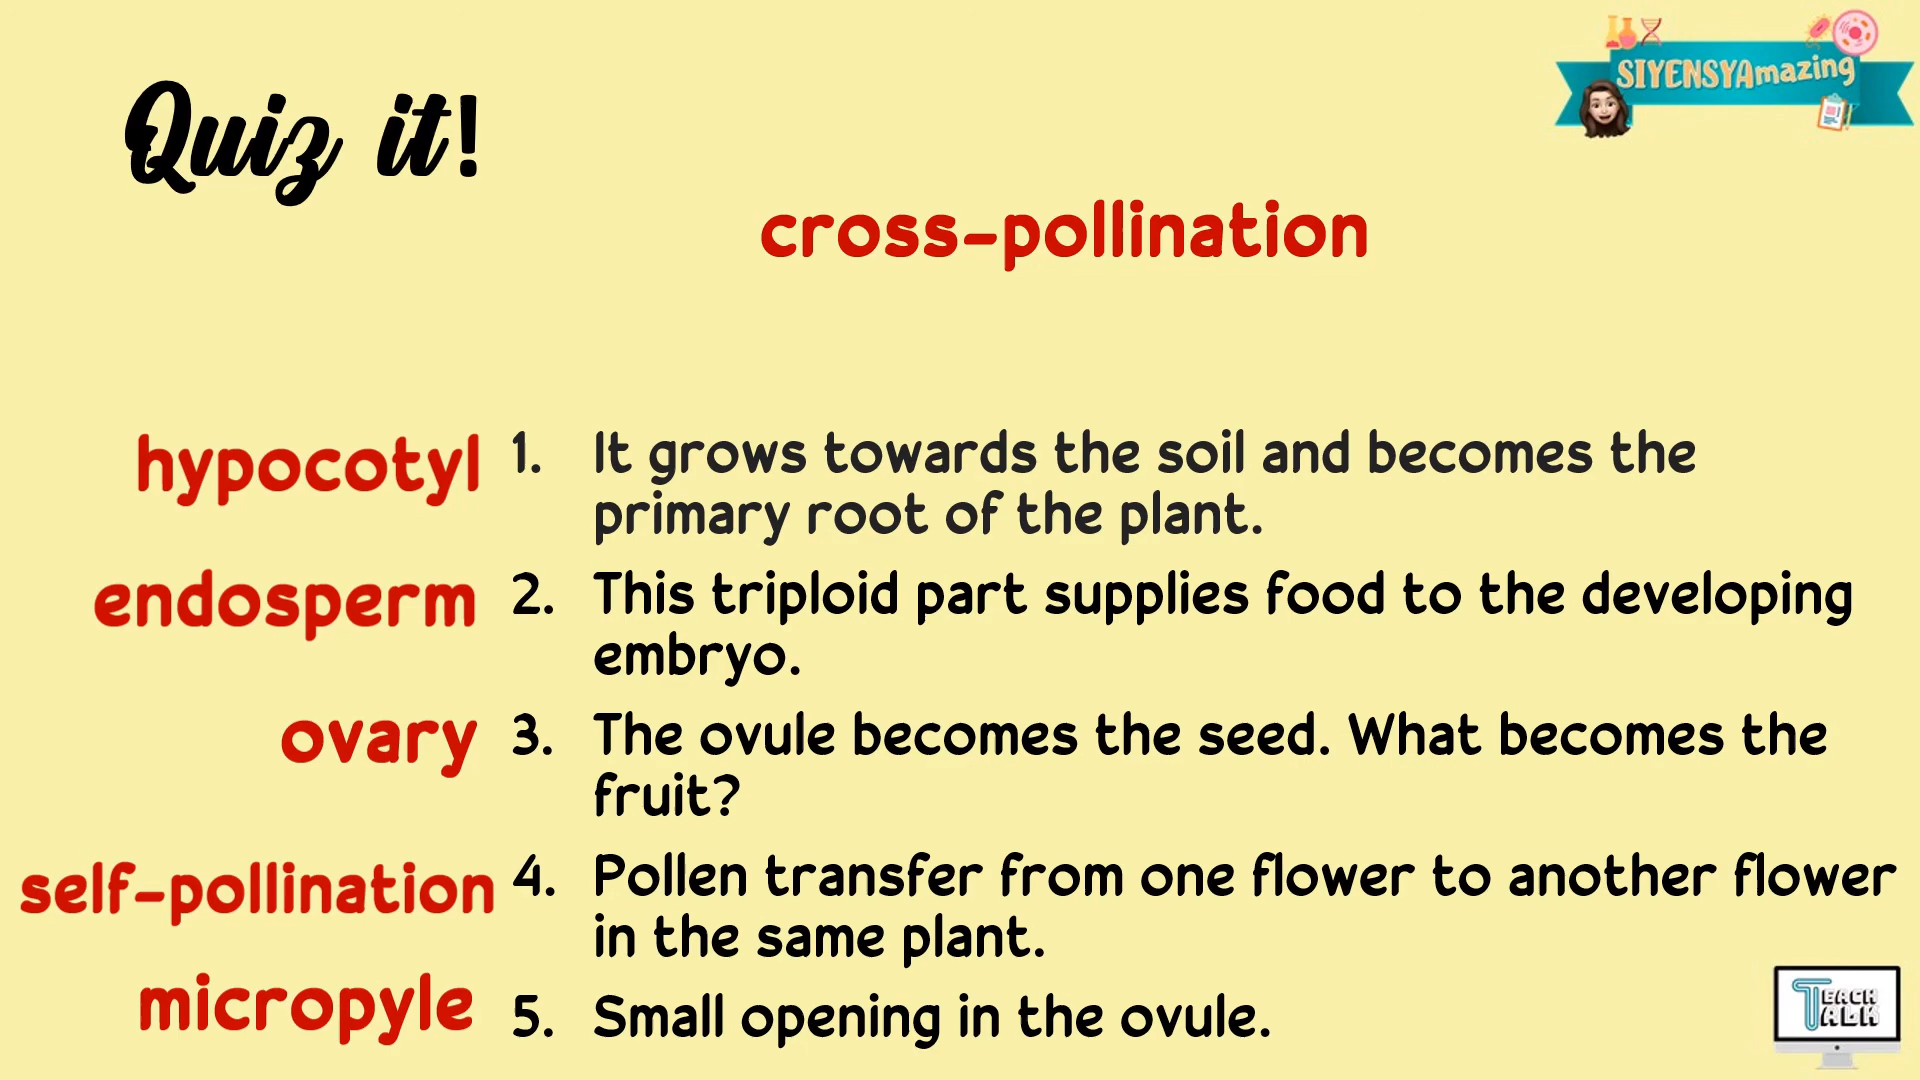 SIYENSYAmazing
Quiz it!
cross-pollination
hypocotyl 1. It grows towards the soil and becomes the
primary root of the plant.
endosperm 2. This triploid part supplies food to the developing
embryo.
ovary 3. The ovule becomes the seed. What becomes the
fruit?
self-pollination 4. Pollen transfer from one flower to another flower
in the same plant.
micropyle 5. Small opening in the ovule.
TEACH
TALK